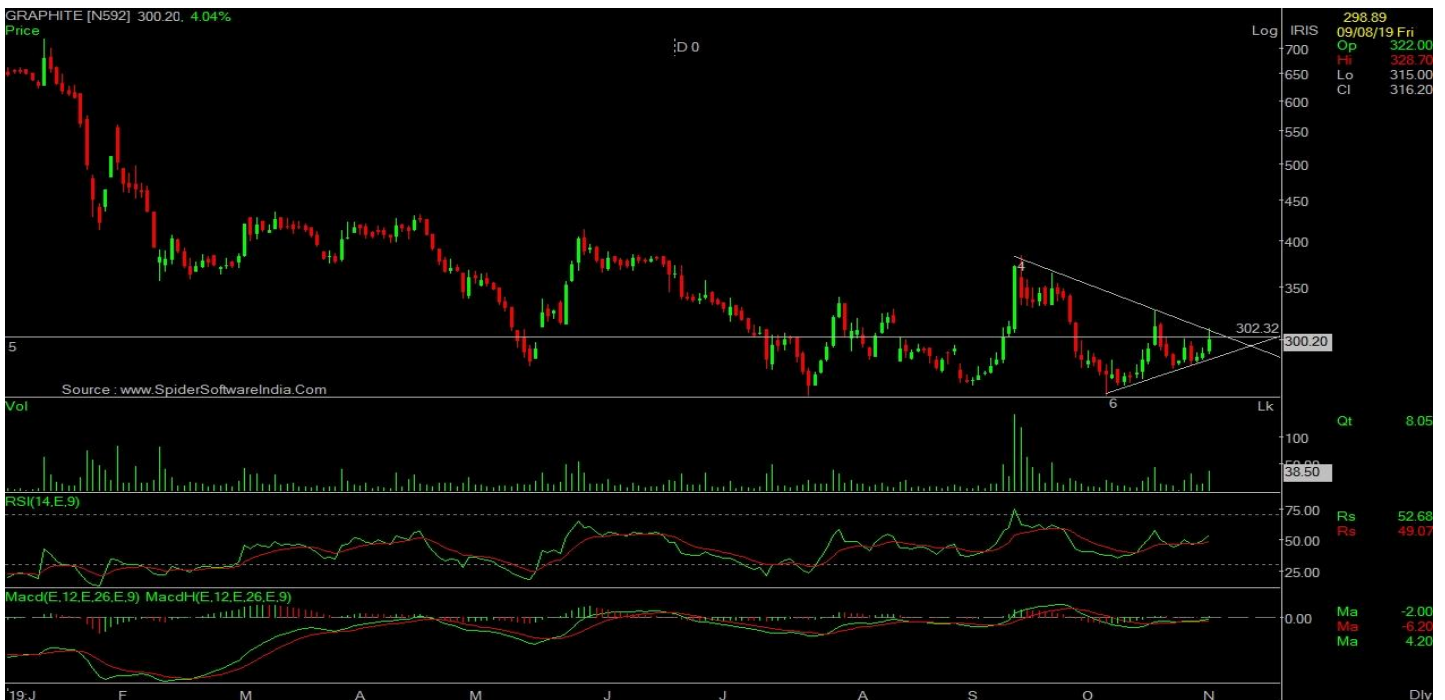 GRAPHITE [N592] 300.20, 4.04%
Price
D 0
Log IRIS
298.89
09/08/19 Fri
Op 322.00
Hi 328.70
Lo 315.00
Cl 316.20
700
650
600
550
500
450
400
350
4
302.32
300.20
5
6
Source : www.SpiderSoftwareIndia.Com
Vol
Lk
Qt 8.05
100
38.50
RSI(14,E,9)
75.00
50.00
25.00
Rs 52.68
Rs 49.07
Macd(E,12,E,26,E,9) MacdH(E,12,E,26,E,9)
0.00
Ma -2.00
Ma -6.20
Ma 4.20
'19:J F M A M J J A S O N Dly